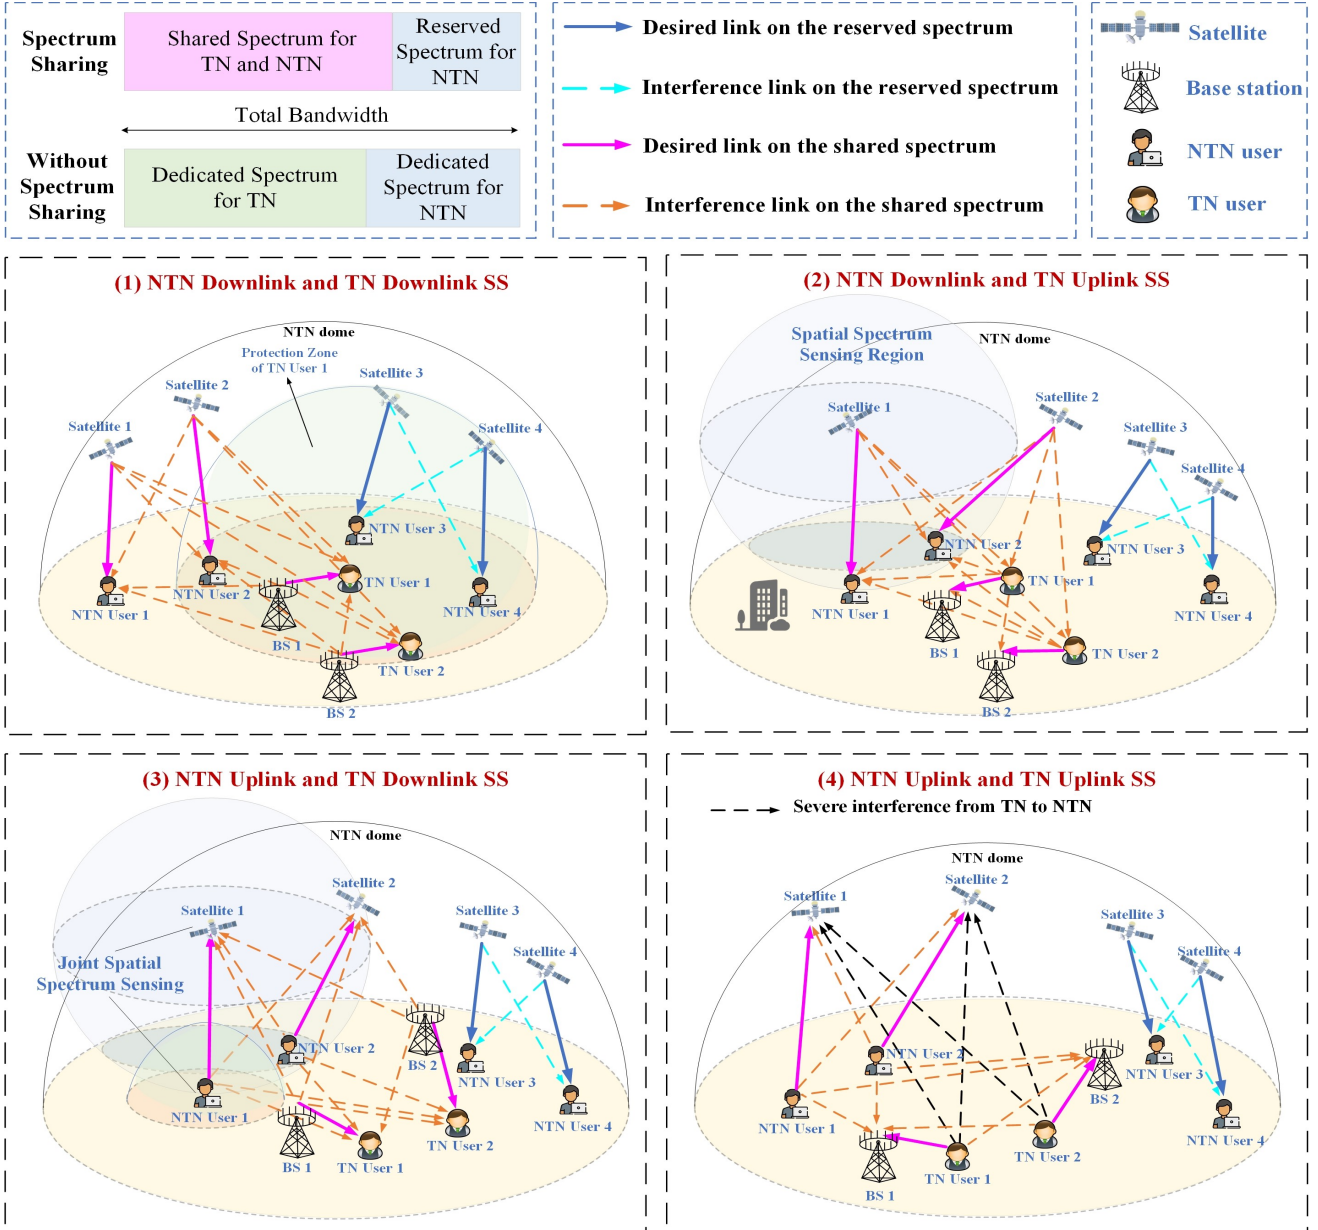 Spectrum
Sharing
Shared Spectrum for
TN and NTN
Reserved
Spectrum for
NTN
Total Bandwidth
Without
Spectrum
Sharing
Dedicated Spectrum
for TN
Dedicated
Spectrum for
NTN
Desired link on the reserved spectrum
Interference link on the reserved spectrum
Desired link on the shared spectrum
Interference link on the shared spectrum
Satellite
Base station
NTN user
TN user
(1) NTN Downlink and TN Downlink SS
NTN dome
Protection Zone
of TN User 1
Satellite 3
Satellite 2
Satellite 1
Satellite 4
NTN User 3
TN User 1
NTN User 2
NTN User 1
NTN User 4
BS 1
TN User 2
BS 2
(2) NTN Downlink and TN Uplink SS
Spatial Spectrum
Sensing Region
NTN dome
Satellite 1
Satellite 2
Satellite 3
Satellite 4
NTN User 2
NTN User 3
TN User 1
NTN User 1
NTN User 4
BS 1
TN User 2
BS 2
(3) NTN Uplink and TN Downlink SS
NTN dome
Satellite 2
Satellite 1
Satellite 3
Satellite 4
Joint Spatial
Spectrum Sensing
NTN User 2
BS 2
NTN User 3
NTN User 1
NTN User 4
TN User 2
BS 1
TN User 1
(4) NTN Uplink and TN Uplink SS
Severe interference from TN to NTN
NTN dome
Satellite 2
Satellite 1
Satellite 3
Satellite 4
NTN User 2
NTN User 3
BS 2
NTN User 1
NTN User 4
TN User 2
TN User 1
BS 1